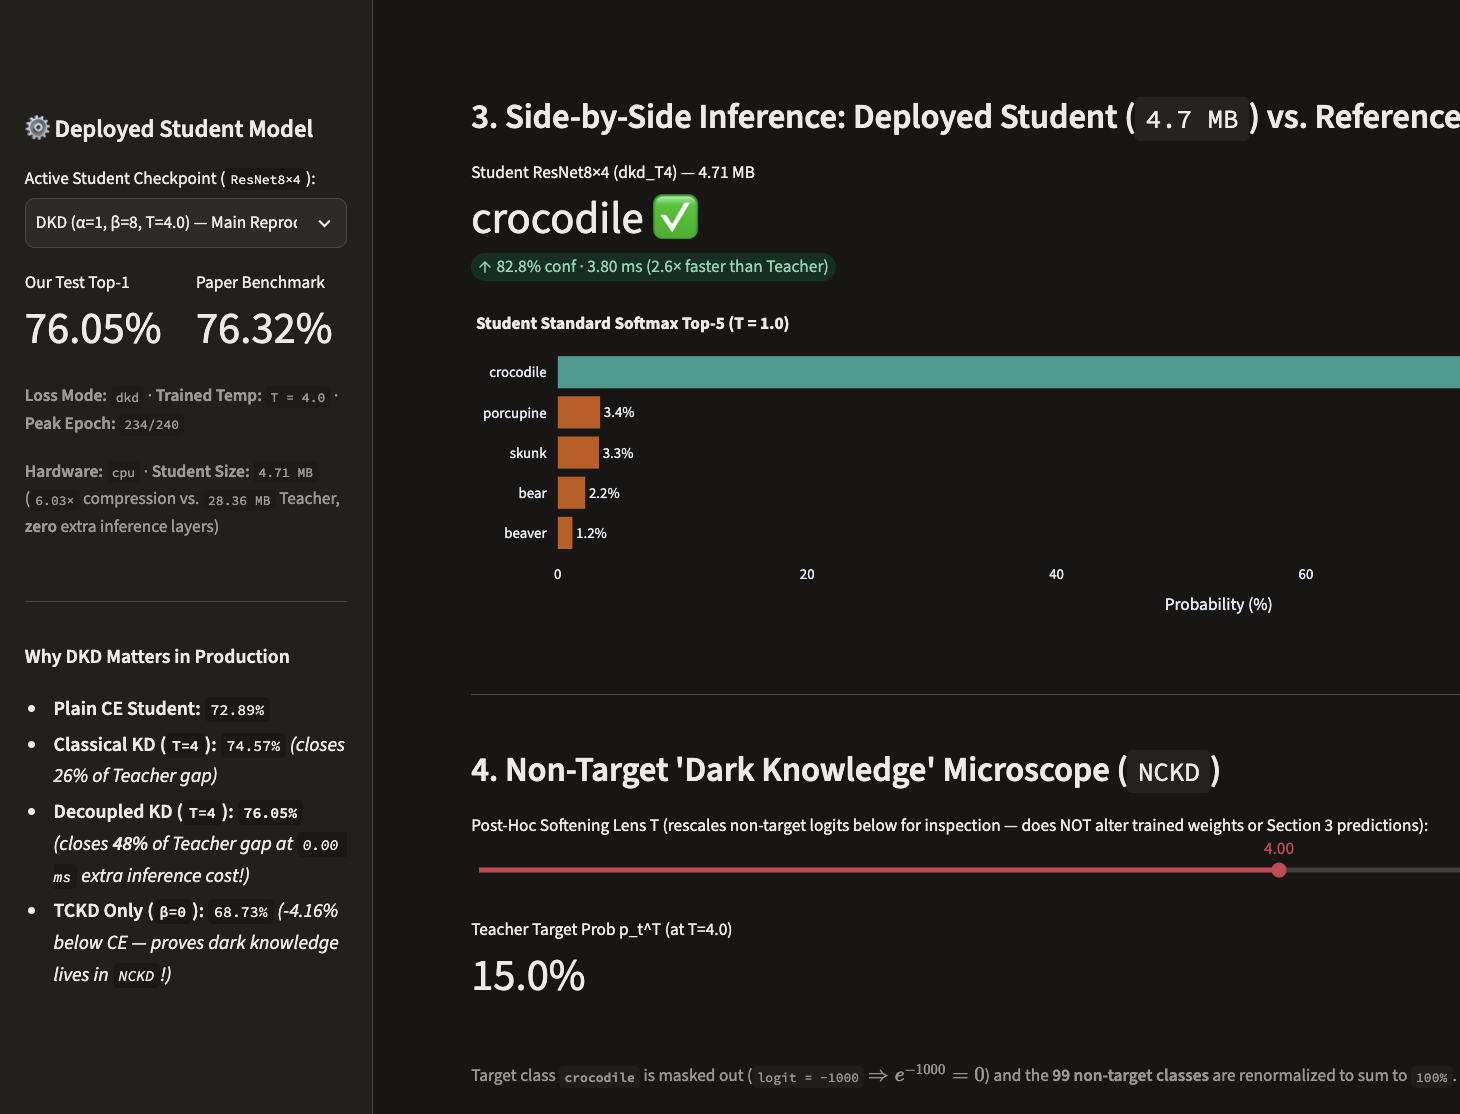 ⚙️ Deployed Student Model
Active Student Checkpoint ( ResNet8×4 ):
DKD (α=1, β=8, T=4.0) — Main Reproc
Our Test Top-1
Paper Benchmark
76.05%
76.32%
Loss Mode: dkd · Trained Temp: T = 4.0 ·
Peak Epoch: 234/240
Hardware: cpu · Student Size: 4.71 MB
( 6.03× compression vs. 28.36 MB Teacher,
zero extra inference layers)
Why DKD Matters in Production
• Plain CE Student: 72.89%
• Classical KD ( T=4 ): 74.57% (closes
26% of Teacher gap)
• Decoupled KD ( T=4 ): 76.05%
(closes 48% of Teacher gap at 0.00
ms extra inference cost!)
• TCKD Only ( β=0 ): 68.73% (-4.16%
below CE — proves dark knowledge
lives in NCKD !)
3. Side-by-Side Inference: Deployed Student ( 4.7 MB ) vs. Reference
Student ResNet8×4 (dkd_T4) — 4.71 MB
crocodile ✅
↑ 82.8% conf · 3.80 ms (2.6× faster than Teacher)
Student Standard Softmax Top-5 (T = 1.0)
crocodile
porcupine 3.4%
skunk 3.3%
bear 2.2%
beaver 1.2%
0 20 40 60
Probability (%)
4. Non-Target 'Dark Knowledge' Microscope ( NCKD )
Post-Hoc Softening Lens T (rescales non-target logits below for inspection — does NOT alter trained weights or Section 3 predictions):
4.00
Teacher Target Prob p_t^T (at T=4.0)
15.0%
Target class crocodile is masked out ( logit = −1000 ⇒ e^−1000 = 0) and the 99 non-target classes are renormalized to sum to 100% .